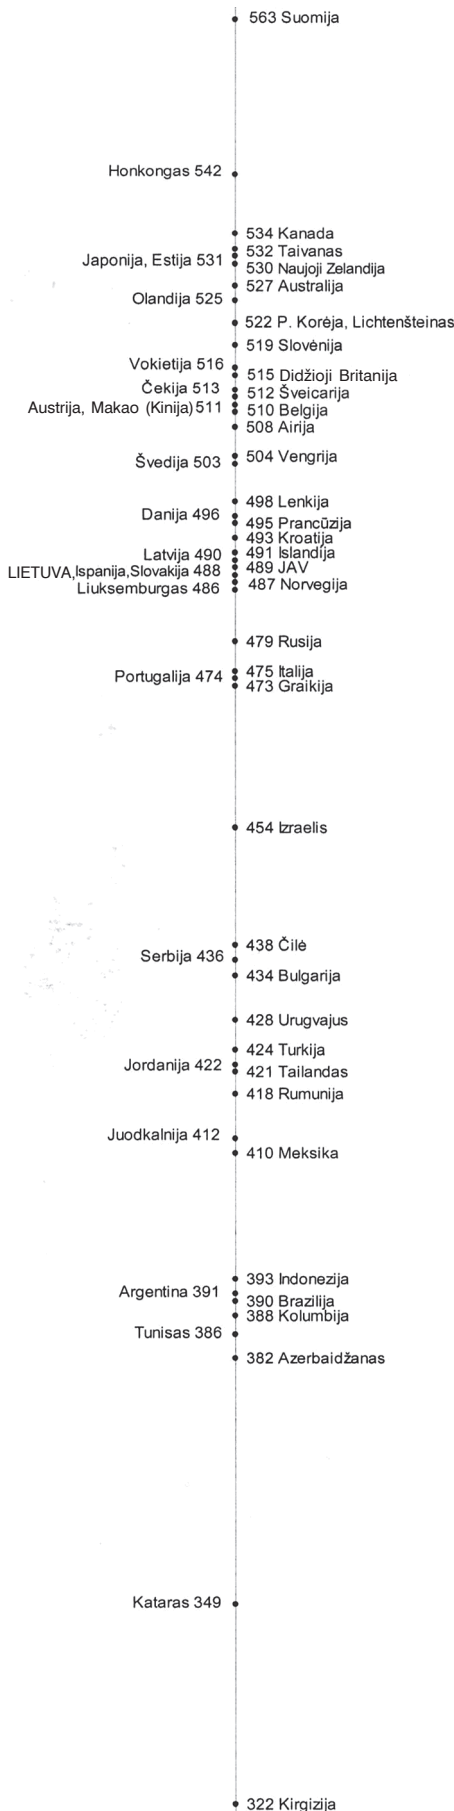 563 Suomija
Honkongas 542
534 Kanada
532 Taivanas
Japonija, Estija 531
530 Naujoji Zelandija
527 Australija
Olandija 525
522 P. Korėja, Lichtenšteinas
519 Slovėnija
Vokietija 516
515 Didžioji Britanija
Čekija 513
512 Šveicarija
Austrija, Makao (Kinija) 511
510 Belgija
508 Airija
504 Vengrija
Švedija 503
498 Lenkija
Danija 496
495 Prancūzija
493 Kroatija
491 Islandija
Latvija 490
489 JAV
LIETUVA,Ispanija,Slovakija 488
487 Norvegija
Liuksemburgas 486
479 Rusija
475 Italija
Portugalija 474
473 Graikija
454 Izraelis
438 Čilė
Serbija 436
434 Bulgarija
428 Urugvajus
424 Turkija
Jordanija 422
421 Tailandas
418 Rumunija
Juodkalnija 412
410 Meksika
393 Indonezija
Argentina 391
390 Brazilija
388 Kolumbija
Tunisas 386
382 Azerbaidžanas
Kataras 349
322 Kirgizija